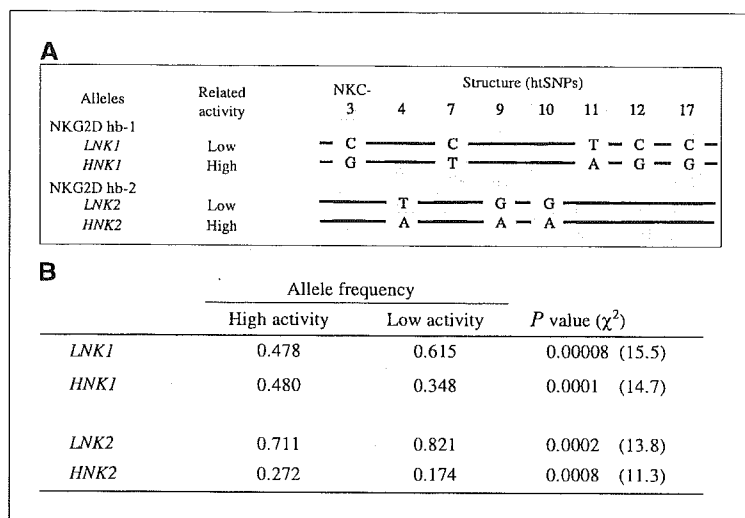 A
Alleles Related activity NKC- Structure (htSNPs)
3 4 7 9 10 11 12 17
NKG2D hb-1
LNK1 Low C C T C C
HNK1 High G T A G G
NKG2D hb-2
LNK2 Low T G G
HNK2 High A A A
B
Allele frequency
High activity Low activity P value (χ²)
LNK1 0.478 0.615 0.00008 (15.5)
HNK1 0.480 0.348 0.0001 (14.7)
LNK2 0.711 0.821 0.0002 (13.8)
HNK2 0.272 0.174 0.0008 (11.3)